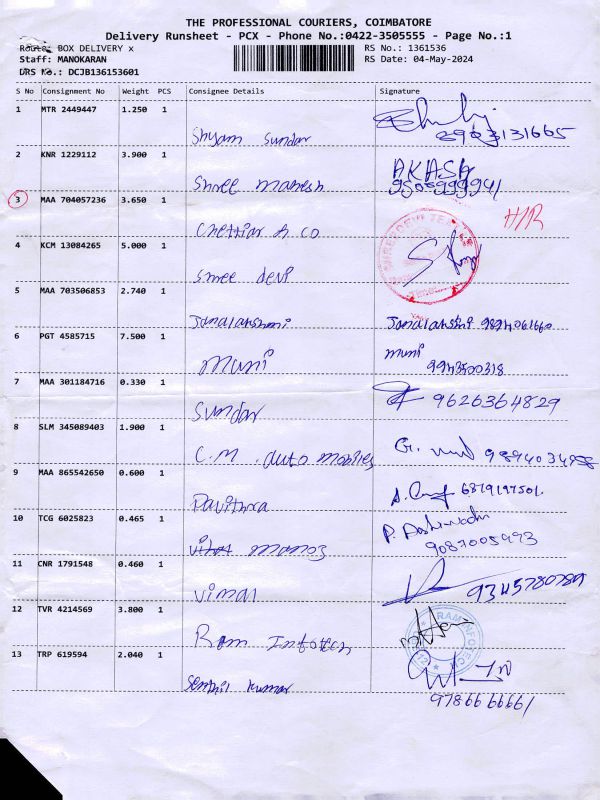 THE PROFESSIONAL COURIERS, COIMBATORE
Delivery Runsheet - PCX - Phone No.:0422-3505555 - Page No.:1
Route: BOX DELIVERY x
RS No.: 1361536
Staff: MANOKARAN
RS Date: 04-May-2024
DRS No.: DCJB136153601
S No Consignment No Weight PCS Consignee Details Signature
1 MTR 2449447 1.250 1
Shyam Sundar
2 KNR 1229112 3.900 1
Shree Mahesh AKASH
3 MAA 704057236 3.650 1
Chettiar & Co H/R
4 KCM 13084265 5.000 1
Shree devi
5 MAA 703506853 2.740 1
Janalakshmi Janalakshmi
6 PGT 4585715 7.500 1
muni muni
9943500318
7 MAA 301184716 0.330 1
Sundar 9626364829
8 SLM 345089403 1.900 1
C.M. Auto mobiles
9 MAA 865542650 0.600 1
Pavithra
10 TCG 6025823 0.465 1
manoj
9087005993
11 CNR 1791548 0.460 1
Vimal 9345780789
12 TVR 4214569 3.800 1
Ram Infotech
13 TRP 619594 2.040 1
Senthil Kumar
9786666661